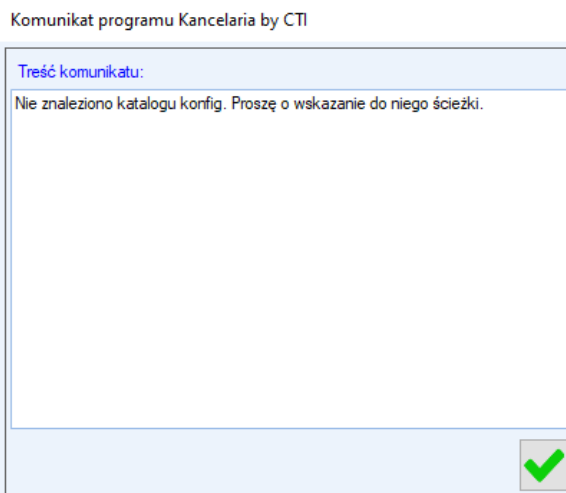 Komunikat programu Kancelaria by CTI
Treść komunikatu:
Nie znaleziono katalogu konfig. Proszę o wskazanie do niego ścieżki.